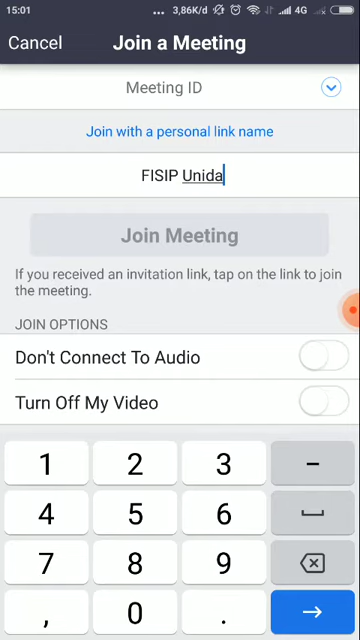 15:01 ... 3,86K/d 4G
Cancel Join a Meeting
Meeting ID
Join with a personal link name
FISIP Unida
Join Meeting
If you received an invitation link, tap on the link to join
the meeting.
JOIN OPTIONS
Don't Connect To Audio
Turn Off My Video
1 2 3 –
4 5 6
7 8 9
, 0 .